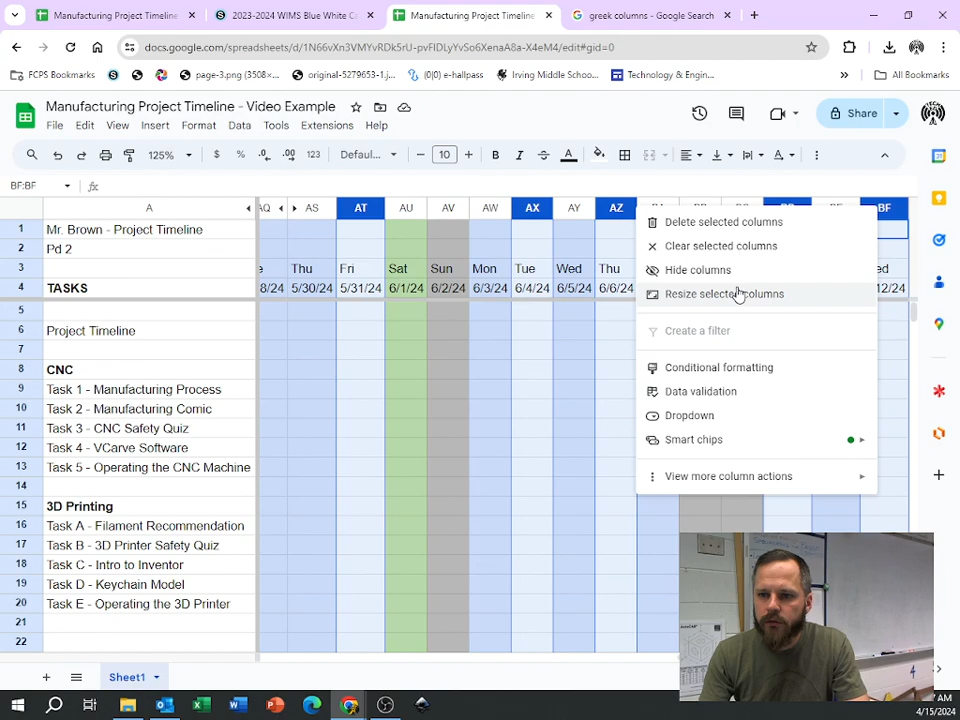 Manufacturing Project Timeline
2023-2024 WIMS Blue White Ca
Manufacturing Project Timeline
greek columns - Google Search
docs.google.com/spreadsheets/d/1N66vXn3VMYvRDk5rU-pvFIDLyYvSo6XenaA8a-X4eM4/edit#gid=0
FCPS Bookmarks
page-3.png (3508×...
original-5279653-1...
(0)(0) e-hallpass
Irving Middle Schoo...
Technology & Engin...
All Bookmarks
Manufacturing Project Timeline - Video Example
File Edit View Insert Format Data Tools Extensions Help
Share
125% $ % .0 .00 123 Defaul... 10 B I A
BF:BF fx
A AQ AS AT AU AV AW AX AY AZ BF
1 Mr. Brown - Project Timeline
2 Pd 2
3 Thu Fri Sat Sun Mon Tue Wed Thu ed
4 TASKS 8/24 5/30/24 5/31/24 6/1/24 6/2/24 6/3/24 6/4/24 6/5/24 6/6/24 12/24
5
6 Project Timeline
7
8 CNC
9 Task 1 - Manufacturing Process
10 Task 2 - Manufacturing Comic
11 Task 3 - CNC Safety Quiz
12 Task 4 - VCarve Software
13 Task 5 - Operating the CNC Machine
14
15 3D Printing
16 Task A - Filament Recommendation
17 Task B - 3D Printer Safety Quiz
18 Task C - Intro to Inventor
19 Task D - Keychain Model
20 Task E - Operating the 3D Printer
21
22
Delete selected columns
Clear selected columns
Hide columns
Resize selected columns
Create a filter
Conditional formatting
Data validation
Dropdown
Smart chips
View more column actions
Sheet1
AM
4/15/2024